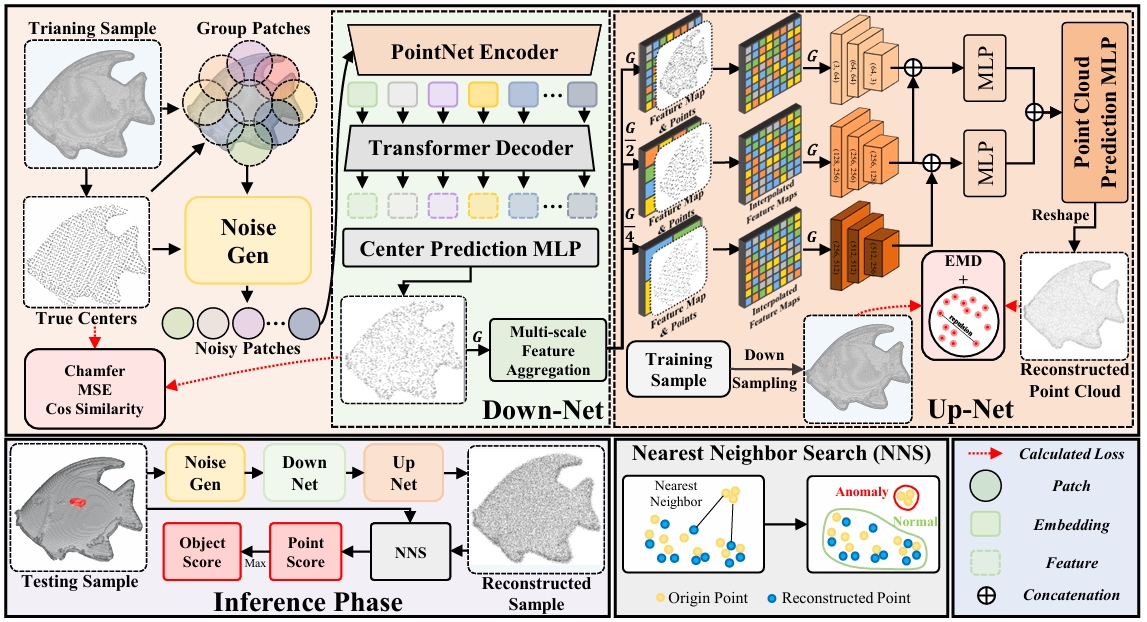 Trianing Sample
Group Patches
True Centers
Noise
Gen
Noisy Patches
Chamfer
MSE
Cos Similarity
PointNet Encoder
Transformer Decoder
Center Prediction MLP
G
Multi-scale
Feature
Aggregation
Down-Net
G
G
2
G
4
Feature Map
& Points
Feature Map
& Points
Feature Map
& Points
Interpolated
Feature Maps
Interpolated
Feature Maps
G
G
G
(3, 64)
(64, 64)
(64, 3)
(128, 256)
(256, 256)
(256, 128)
(256, 512)
(512, 512)
(512, 256)
MLP
MLP
Point Cloud
Prediction MLP
Reshape
EMD
+
repulsion
Training
Sample
Down
Sampling
Reconstructed
Point Cloud
Up-Net
Testing Sample
Noise
Gen
Down
Net
Up
Net
Object
Score
Max
Point
Score
NNS
Reconstructed
Sample
Inference Phase
Nearest Neighbor Search (NNS)
Nearest
Neighbor
Anomaly
Normal
Origin Point
Reconstructed Point
Calculated Loss
Patch
Embedding
Feature
Concatenation